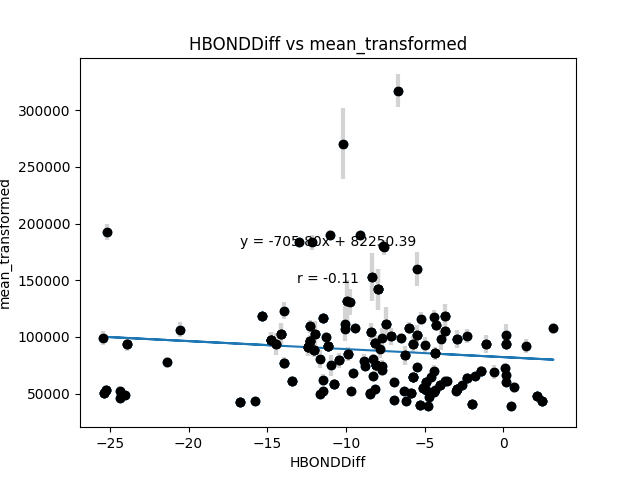 HBONDDiff vs mean_transformed
300000
250000
200000
150000
100000
50000
mean_transformed
y = -705.80x + 82250.39
r = -0.11
−25 −20 −15 −10 −5 0
HBONDDiff